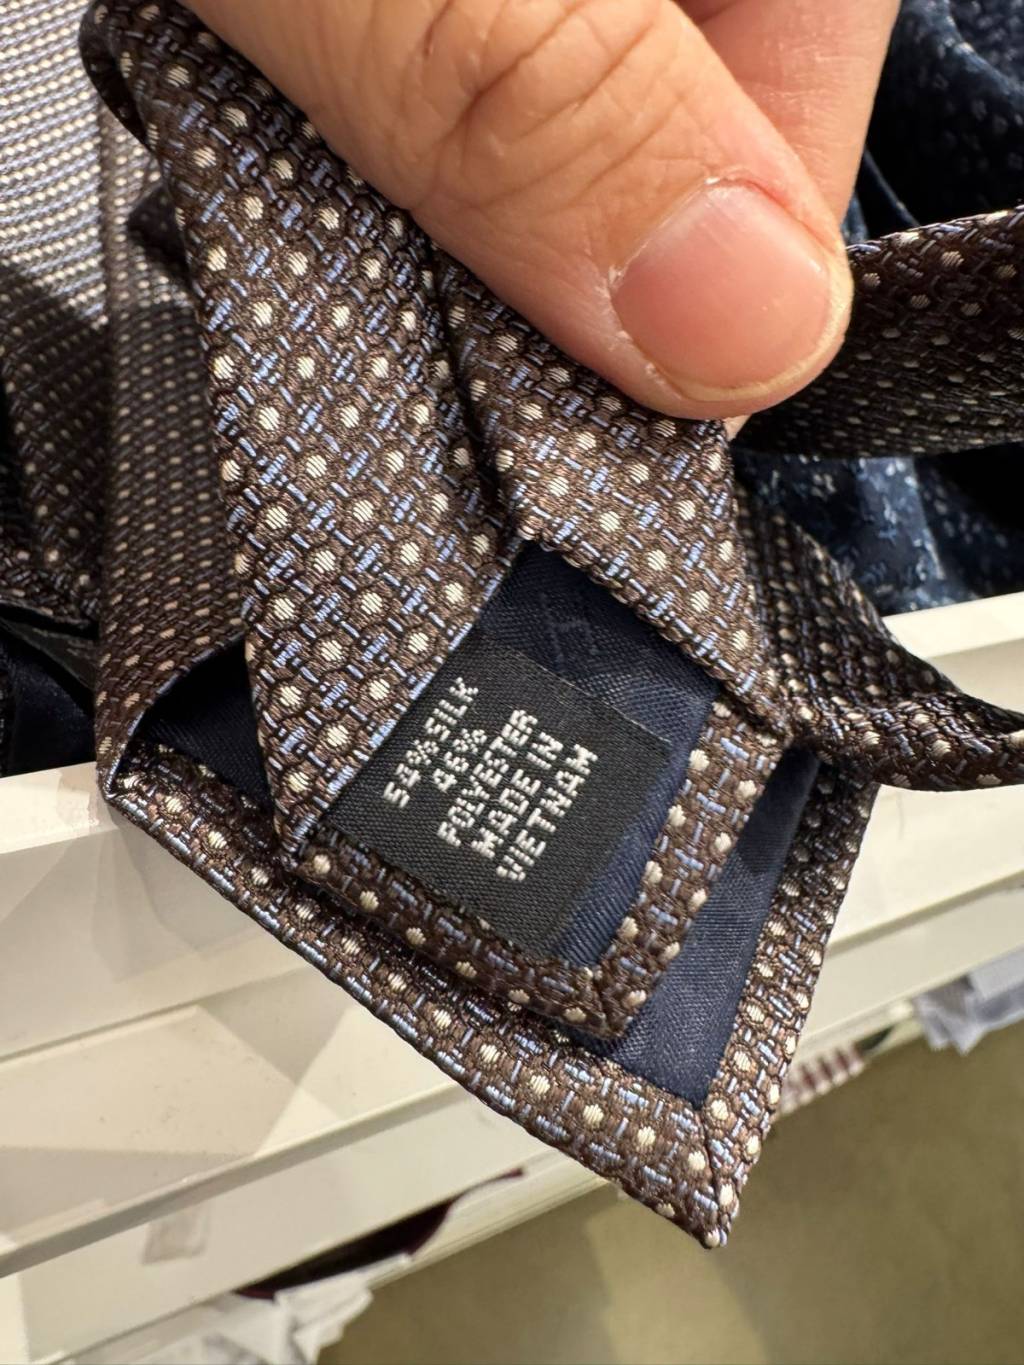 54%SILK
46%
POLYESTER
MADE IN
VIETNAM